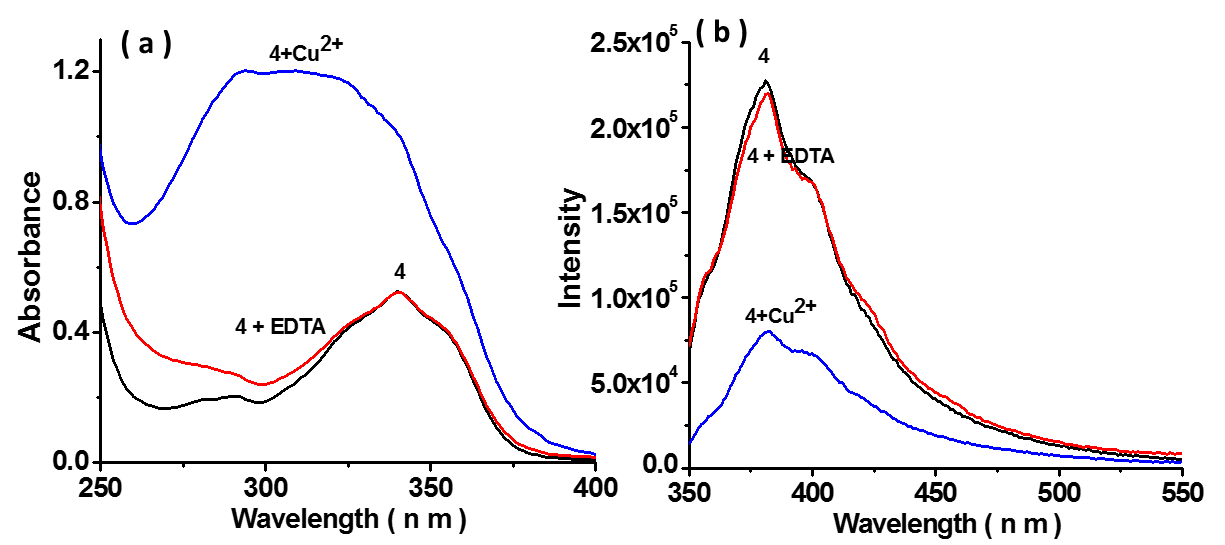 ( a )
4+Cu2+
1.2
0.8
0.4
0.0
4
4 + EDTA
Absorbance
250
300
350
400
Wavelength ( n m )
( b )
2.5x105
2.0x105
1.5x105
1.0x105
5.0x104
0.0
4
4 + EDTA
4+Cu2+
Intensity
350
400
450
500
550
Wavelength ( n m )